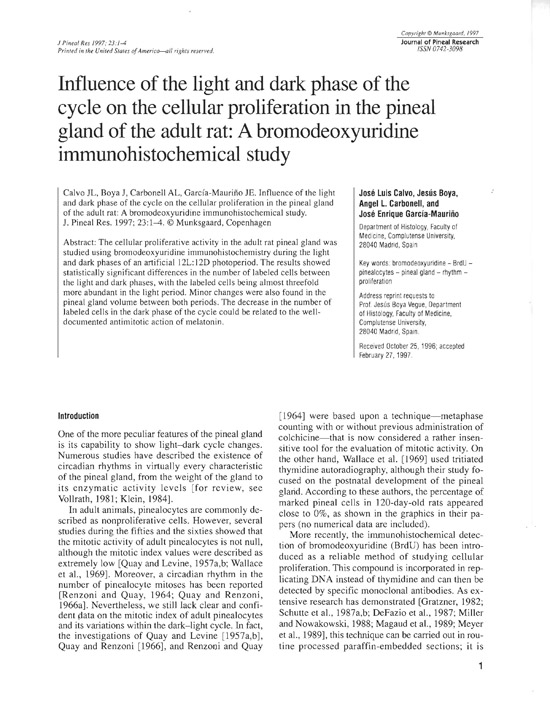 J Pineal Res 1997; 23:1–4
Printed in the United States of America—all rights reserved.
Copyright © Munksgaard, 1997
Journal of Pineal Research
ISSN 0742-3098
Influence of the light and dark phase of the
cycle on the cellular proliferation in the pineal
gland of the adult rat: A bromodeoxyuridine
immunohistochemical study
Calvo JL, Boya J, Carbonell AL, García-Mauriño JE. Influence of the light
and dark phase of the cycle on the cellular proliferation in the pineal gland
of the adult rat: A bromodeoxyuridine immunohistochemical study.
J. Pineal Res. 1997; 23:1–4. © Munksgaard, Copenhagen
Abstract: The cellular proliferative activity in the adult rat pineal gland was
studied using bromodeoxyuridine immunohistochemistry during the light
and dark phases of an artificial 12L:12D photoperiod. The results showed
statistically significant differences in the number of labeled cells between
the light and dark phases, with the labeled cells being almost threefold
more abundant in the light period. Minor changes were also found in the
pineal gland volume between both periods. The decrease in the number of
labeled cells in the dark phase of the cycle could be related to the well-
documented antimitotic action of melatonin.
José Luis Calvo, Jesús Boya,
Angel L. Carbonell, and
José Enrique García-Mauriño
Department of Histology, Faculty of
Medicine, Complutense University,
28040 Madrid, Spain
Key words: bromodeoxyuridine – BrdU –
pinealocytes – pineal gland – rhythm –
proliferation
Address reprint requests to
Prof. Jesús Boya Vegue, Department
of Histology, Faculty of Medicine,
Complutense University,
28040 Madrid, Spain.
Received October 25, 1996; accepted
February 27, 1997.
Introduction
One of the more peculiar features of the pineal gland
is its capability to show light–dark cycle changes.
Numerous studies have described the existence of
circadian rhythms in virtually every characteristic
of the pineal gland, from the weight of the gland to
its enzymatic activity levels [for review, see
Vollrath, 1981; Klein, 1984].
In adult animals, pinealocytes are commonly de-
scribed as nonproliferative cells. However, several
studies during the fifties and the sixties showed that
the mitotic activity of adult pinealocytes is not null,
although the mitotic index values were described as
extremely low [Quay and Levine, 1957a,b; Wallace
et al., 1969]. Moreover, a circadian rhythm in the
number of pinealocyte mitoses has been reported
[Renzoni and Quay, 1964; Quay and Renzoni,
1966a]. Nevertheless, we still lack clear and confi-
dent data on the mitotic index of adult pinealocytes
and its variations within the dark–light cycle. In fact,
the investigations of Quay and Levine [1957a,b],
Quay and Renzoni [1966], and Renzoni and Quay
[1964] were based upon a technique—metaphase
counting with or without previous administration of
colchicine—that is now considered a rather insen-
sitive tool for the evaluation of mitotic activity. On
the other hand, Wallace et al. [1969] used tritiated
thymidine autoradiography, although their study fo-
cused on the postnatal development of the pineal
gland. According to these authors, the percentage of
marked pineal cells in 120-day-old rats appeared
close to 0%, as shown in the graphics in their pa-
pers (no numerical data are included).
More recently, the immunohistochemical detec-
tion of bromodeoxyuridine (BrdU) has been intro-
duced as a reliable method of studying cellular
proliferation. This compound is incorporated in rep-
licating DNA instead of thymidine and can then be
detected by specific monoclonal antibodies. As ex-
tensive research has demonstrated [Gratzner, 1982;
Schutte et al., 1987a,b; DeFazio et al., 1987; Miller
and Nowakowski, 1988; Magaud et al., 1989; Meyer
et al., 1989], this technique can be carried out in rou-
tine processed paraffin-embedded sections; it is
1